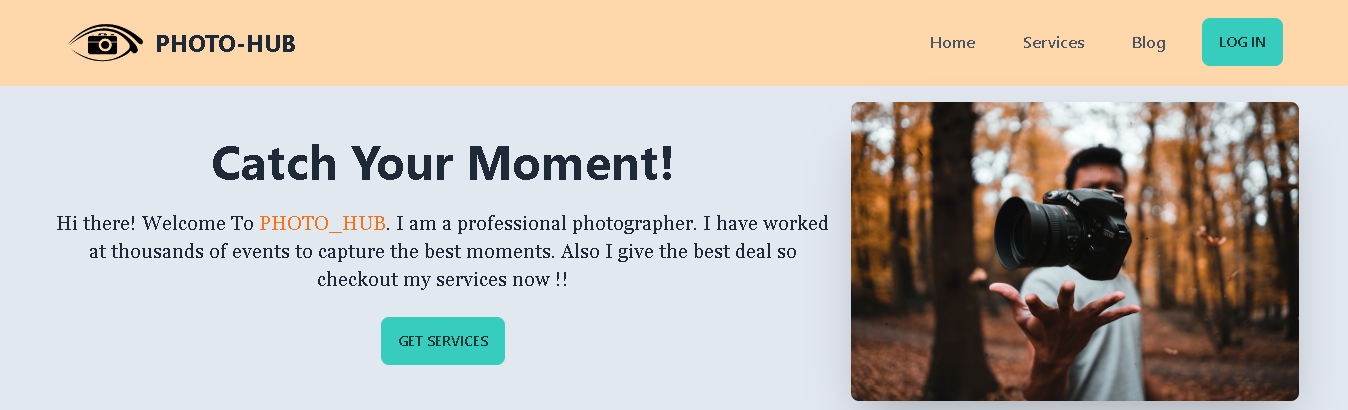 PHOTO-HUB
Home
Services
Blog
LOG IN
Catch Your Moment!
Hi there! Welcome To PHOTO_HUB. I am a professional photographer. I have worked
at thousands of events to capture the best moments. Also I give the best deal so
checkout my services now !!
GET SERVICES
Nikon